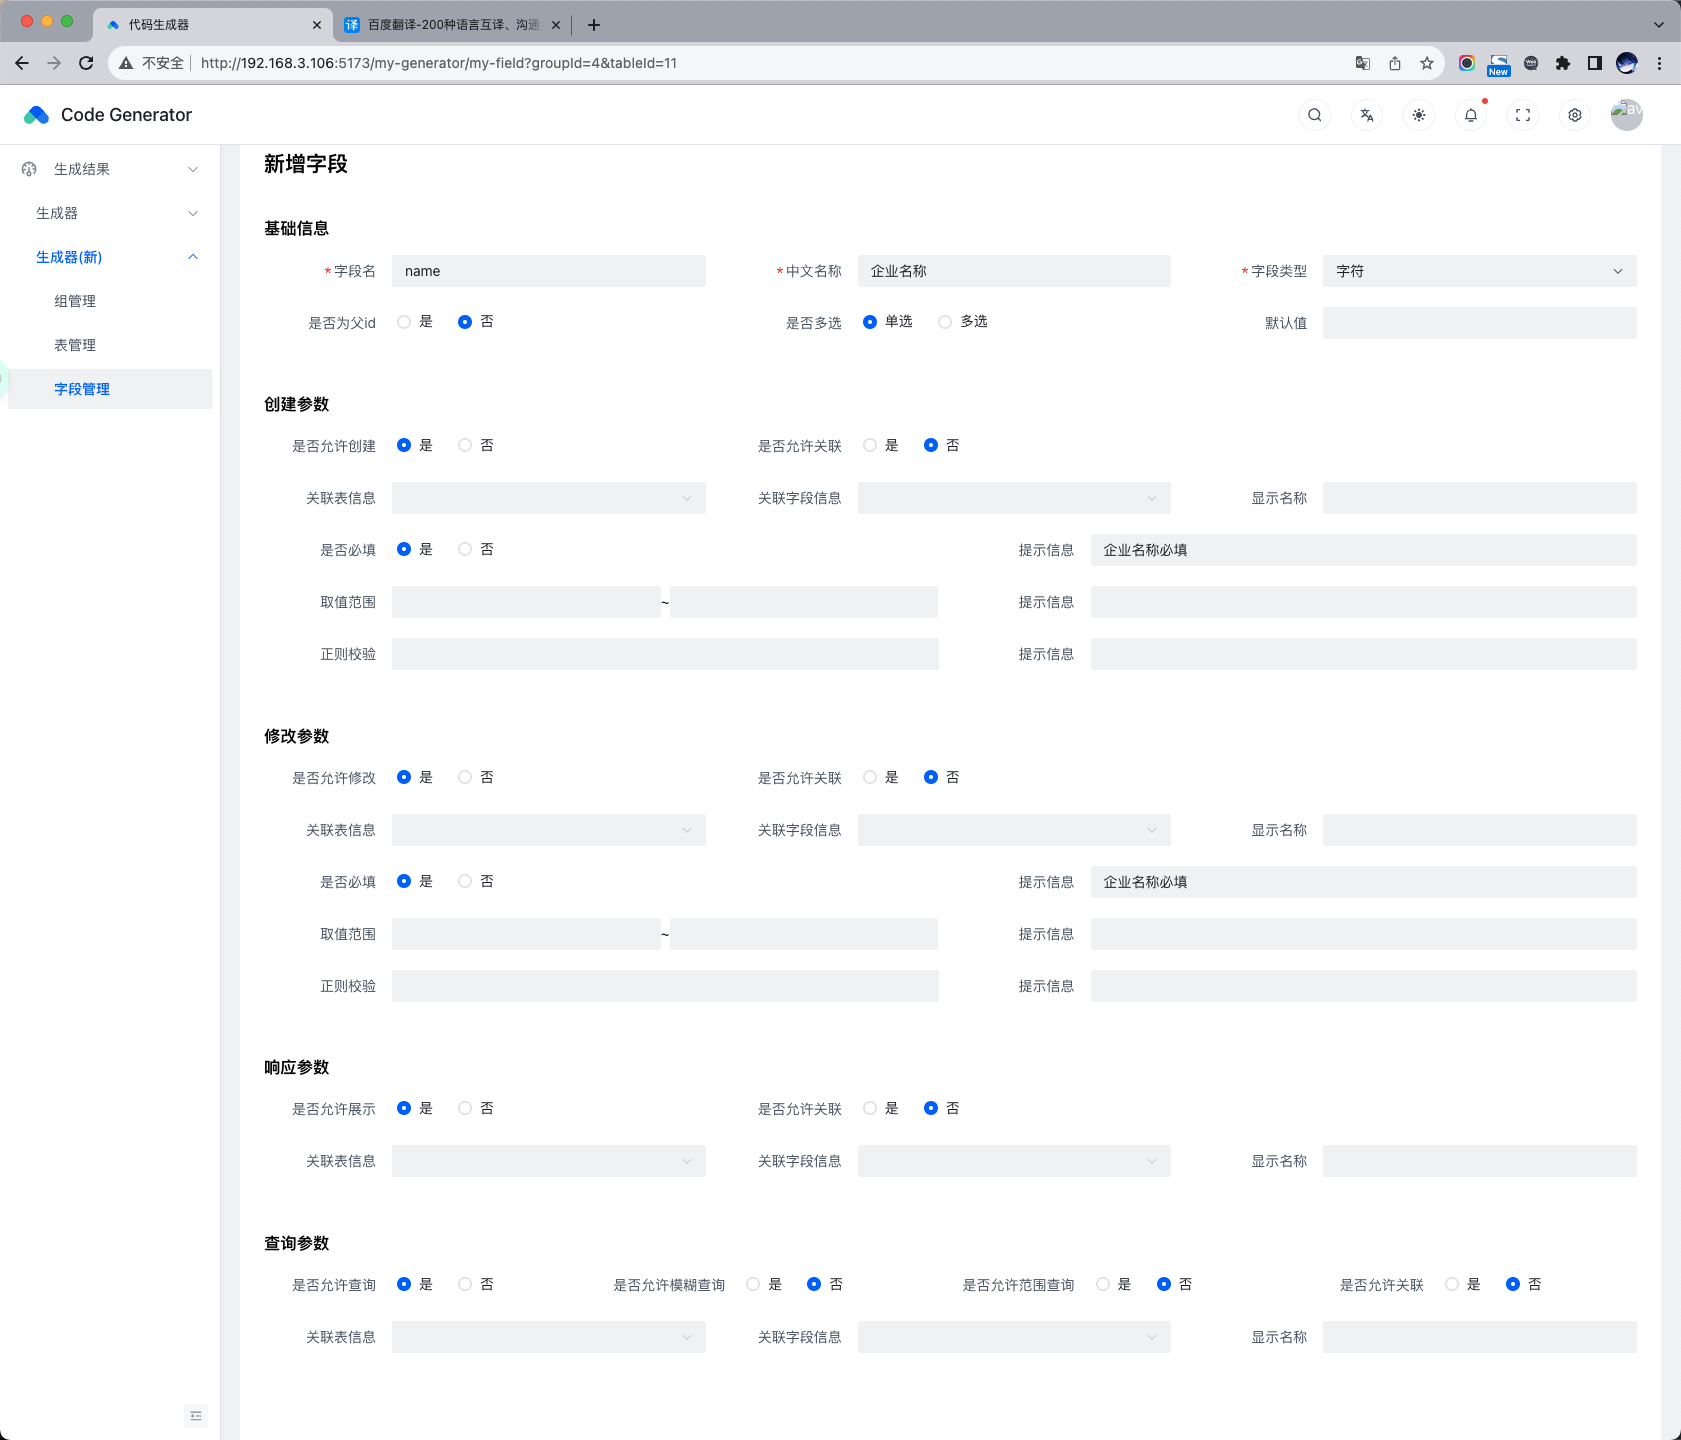 代码生成器
百度翻译-200种语言互译、沟通
不安全 http://192.168.3.106:5173/my-generator/my-field?groupId=4&tableId=11
New
Code Generator
生成结果
生成器
生成器(新)
组管理
表管理
字段管理
新增字段
基础信息
*字段名 name *中文名称 企业名称 *字段类型 字符
是否为父id 是 否 是否多选 单选 多选 默认值
创建参数
是否允许创建 是 否 是否允许关联 是 否
关联表信息 关联字段信息 显示名称
是否必填 是 否 提示信息 企业名称必填
取值范围 ~ 提示信息
正则校验 提示信息
修改参数
是否允许修改 是 否 是否允许关联 是 否
关联表信息 关联字段信息 显示名称
是否必填 是 否 提示信息 企业名称必填
取值范围 ~ 提示信息
正则校验 提示信息
响应参数
是否允许展示 是 否 是否允许关联 是 否
关联表信息 关联字段信息 显示名称
查询参数
是否允许查询 是 否 是否允许模糊查询 是 否 是否允许范围查询 是 否 是否允许关联 是 否
关联表信息 关联字段信息 显示名称